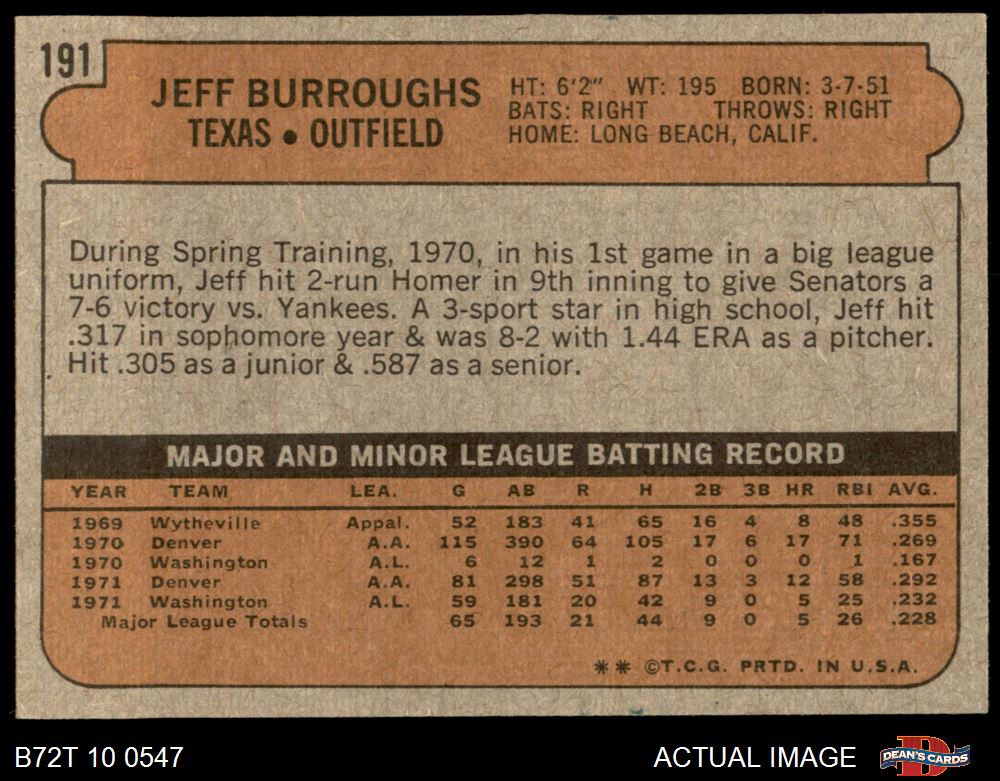 191
JEFF BURROUGHS
TEXAS • OUTFIELD
HT: 6'2" WT: 195 BORN: 3-7-51
BATS: RIGHT THROWS: RIGHT
HOME: LONG BEACH, CALIF.
During Spring Training, 1970, in his 1st game in a big league
uniform, Jeff hit 2-run Homer in 9th inning to give Senators a
7-6 victory vs. Yankees. A 3-sport star in high school, Jeff hit
.317 in sophomore year & was 8-2 with 1.44 ERA as a pitcher.
Hit .305 as a junior & .587 as a senior.
MAJOR AND MINOR LEAGUE BATTING RECORD
YEAR TEAM LEA. G AB R H 2B 3B HR RBI AVG.
1969 Wytheville Appal. 52 183 41 65 16 4 8 48 .355
1970 Denver A.A. 115 390 64 105 17 6 17 71 .269
1970 Washington A.L. 6 12 1 2 0 0 0 1 .167
1971 Denver A.A. 81 298 51 87 13 3 12 58 .292
1971 Washington A.L. 59 181 20 42 9 0 5 25 .232
Major League Totals 65 193 21 44 9 0 5 26 .228
** ©T.C.G. PRTD. IN U.S.A.
B72T 10 0547
ACTUAL IMAGE
D
DEAN'S CARDS